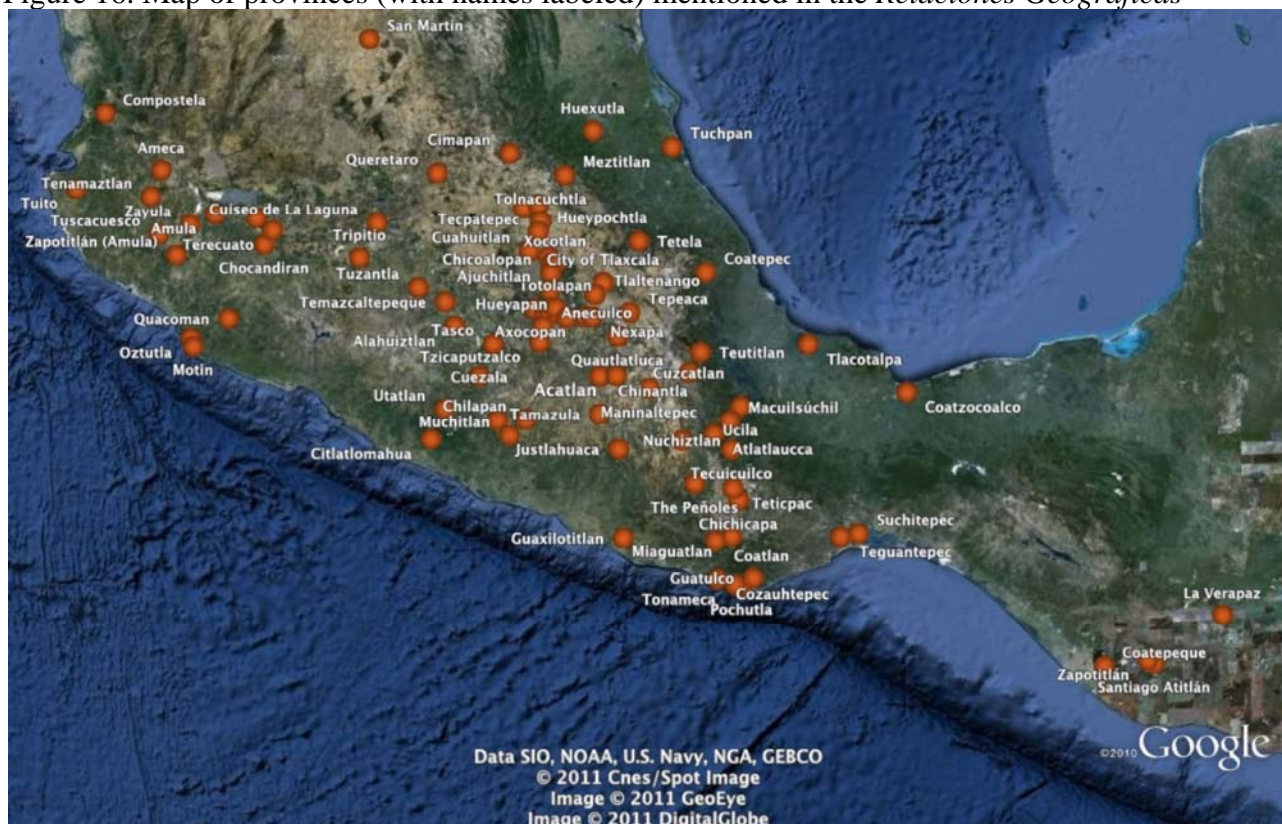 Figure 18. Map of provinces (with names labeled) mentioned in the Relaciones Geográficas
San Martin
Compostela
Huexutla
Tuchpan
Cimapan
Ameca
Queretaro
Meztitlan
Tenamaztlan
Tuito
Zayula
Cuiseo de La Laguna
Tolnacuchtla
Tuscacuesco
Amula
Tecpatepec
Hueypochtla
Zapotitlán (Amula)
Terecuato
Tripitio
Cuahuitlan
Xocotlan
Tetela
Chicoalopan
City of Tlaxcala
Chocandiran
Tuzantla
Ajuchitlan
Coatepec
Totolapan
Tlaltenango
Temazcaltepeque
Hueyapan
Tepeaca
Anecuilco
Quacoman
Tasco
Axocopan
Nexapa
Alahúiztlan
Oztutla
Tzicaputzalco
Quautlatluca
Teutitlan
Tlacotalpa
Motin
Cuezala
Cuzcatlan
Acatlan
Chinantla
Utatlan
Chilapan
Tamazula
Maninaltepec
Macuilsúchil
Coatzocoalco
Muchitlan
Ucila
Citlatlomahua
Justlahuaca
Nuchiztlan
Atlatlaucca
Tecuicuilco
The Peñoles
Teticpac
Chichicapa
Suchitepec
Guaxilotitlan
Miaguatlan
Coatlan
Teguantepec
Guatulco
Tonameca
Cozauhtepec
Pochutla
La Verapaz
Coatepeque
Zapotitlán
Santiago Atitlán
©2010 Google
Data SIO, NOAA, U.S. Navy, NGA, GEBCO
© 2011 Cnes/Spot Image
Image © 2011 GeoEye
Image © 2011 DigitalGlobe